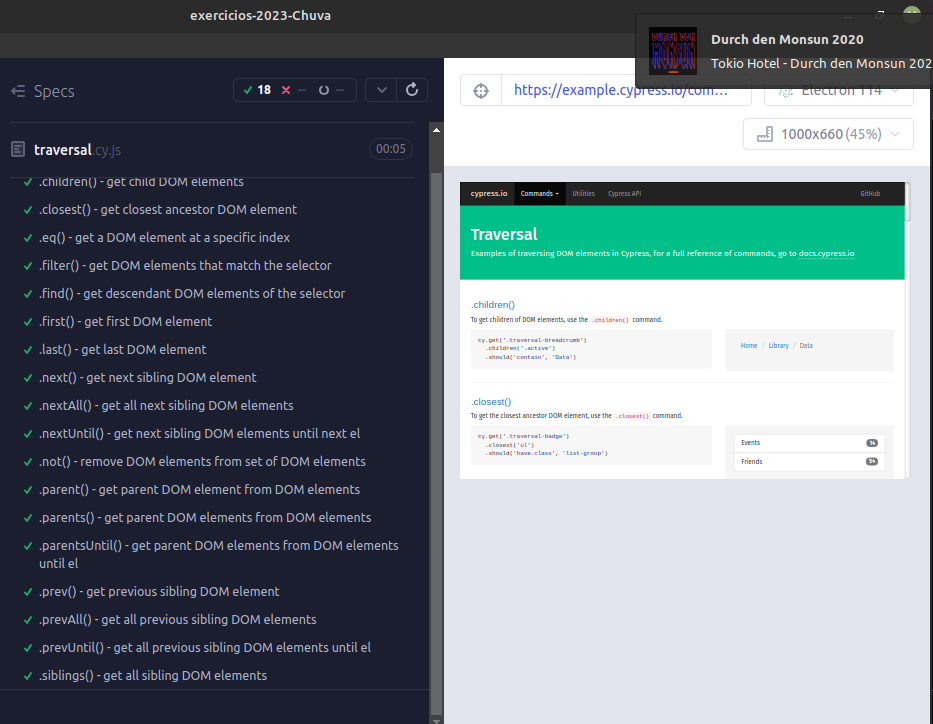 exercicios-2023-Chuva
Durch den Monsun 2020
Tokio Hotel - Durch den Monsun 202
DURCH DEN
MONSUN
Specs
18
--
--
https://example.cypress.io/com...
Electron 114
1000x660 (45%)
traversal.cy.js
00:05
.children() - get child DOM elements
.closest() - get closest ancestor DOM element
.eq() - get a DOM element at a specific index
.filter() - get DOM elements that match the selector
.find() - get descendant DOM elements of the selector
.first() - get first DOM element
.last() - get last DOM element
.next() - get next sibling DOM element
.nextAll() - get all next sibling DOM elements
.nextUntil() - get next sibling DOM elements until next el
.not() - remove DOM elements from set of DOM elements
.parent() - get parent DOM element from DOM elements
.parents() - get parent DOM elements from DOM elements
.parentsUntil() - get parent DOM elements from DOM elements
until el
.prev() - get previous sibling DOM element
.prevAll() - get all previous sibling DOM elements
.prevUntil() - get all previous sibling DOM elements until el
.siblings() - get all sibling DOM elements
cypress.io
Commands
Utilities
Cypress API
GitHub
Traversal
Examples of traversing DOM elements in Cypress, for a full reference of commands, go to docs.cypress.io
.children()
To get children of DOM elements, use the .children() command.
cy.get('.traversal-breadcrumb')
.children('.active')
.should('contain', 'Data')
Home / Library / Data
.closest()
To get the closest ancestor DOM element, use the .closest() command.
cy.get('.traversal-badge')
.closest('ul')
.should('have.class', 'list-group')
Events 14
Friends 54